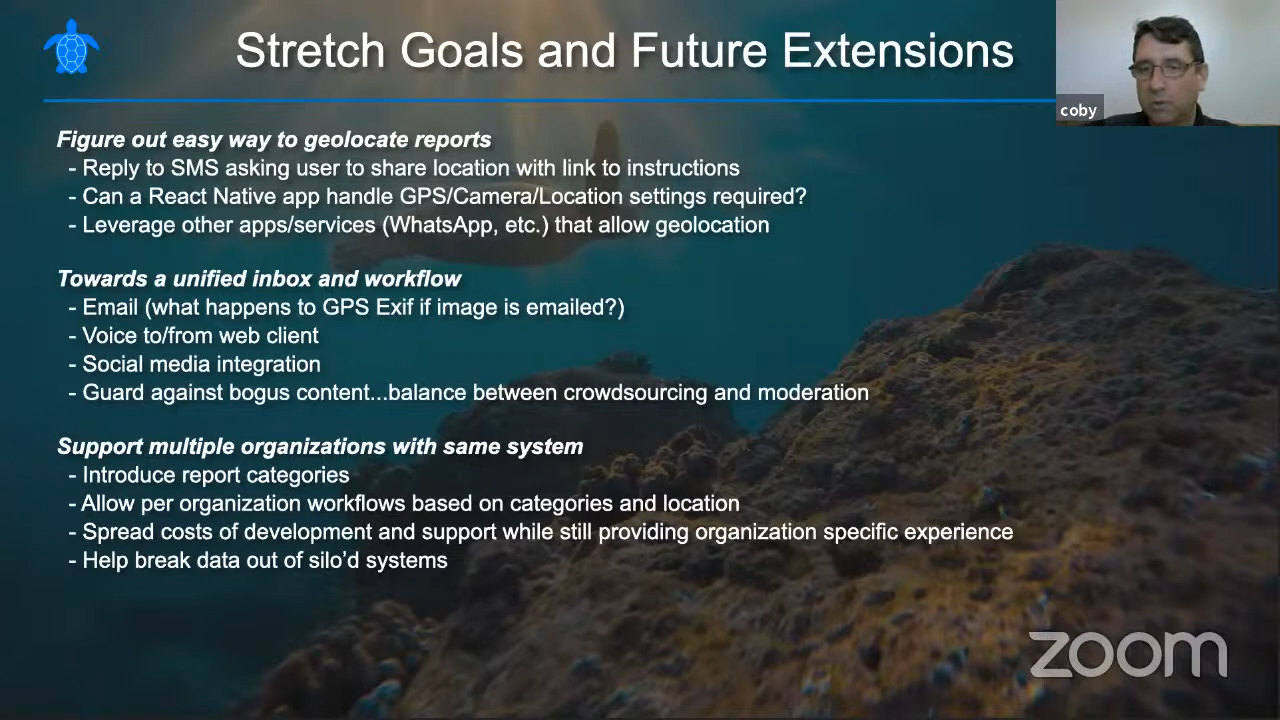 Stretch Goals and Future Extensions
coby
Figure out easy way to geolocate reports
- Reply to SMS asking user to share location with link to instructions
- Can a React Native app handle GPS/Camera/Location settings required?
- Leverage other apps/services (WhatsApp, etc.) that allow geolocation
Towards a unified inbox and workflow
- Email (what happens to GPS Exif if image is emailed?)
- Voice to/from web client
- Social media integration
- Guard against bogus content...balance between crowdsourcing and moderation
Support multiple organizations with same system
- Introduce report categories
- Allow per organization workflows based on categories and location
- Spread costs of development and support while still providing organization specific experience
- Help break data out of silo’d systems
zoom